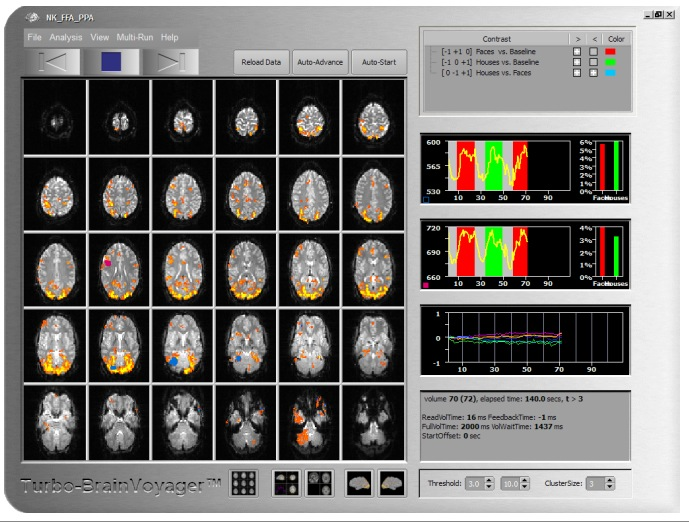 NK_FFA_PPA
File Analysis View Multi-Run Help
Reload Data Auto-Advance Auto-Start
Contrast > < Color
[-1 +1 0] Faces vs. Baseline
[-1 0 +1] Houses vs. Baseline
[ 0 -1 +1] Houses vs. Faces
600
565
530
10 30 50 70 90
6%
5%
4%
3%
2%
1%
0%
Faces Houses
720
690
660
10 30 50 70 90
4%
3%
2%
1%
0%
Faces Houses
1
0
-1
10 30 50 70 90
volume 70 (72), elapsed time: 140.0 secs, t > 3
ReadVolTime: 16 ms FeedbackTime: -1 ms
FullVolTime: 2000 ms VolWaitTime: 1437 ms
StartOffset: 0 sec
Turbo-BrainVoyager™
Threshold: 3.0 10.0 ClusterSize: 3